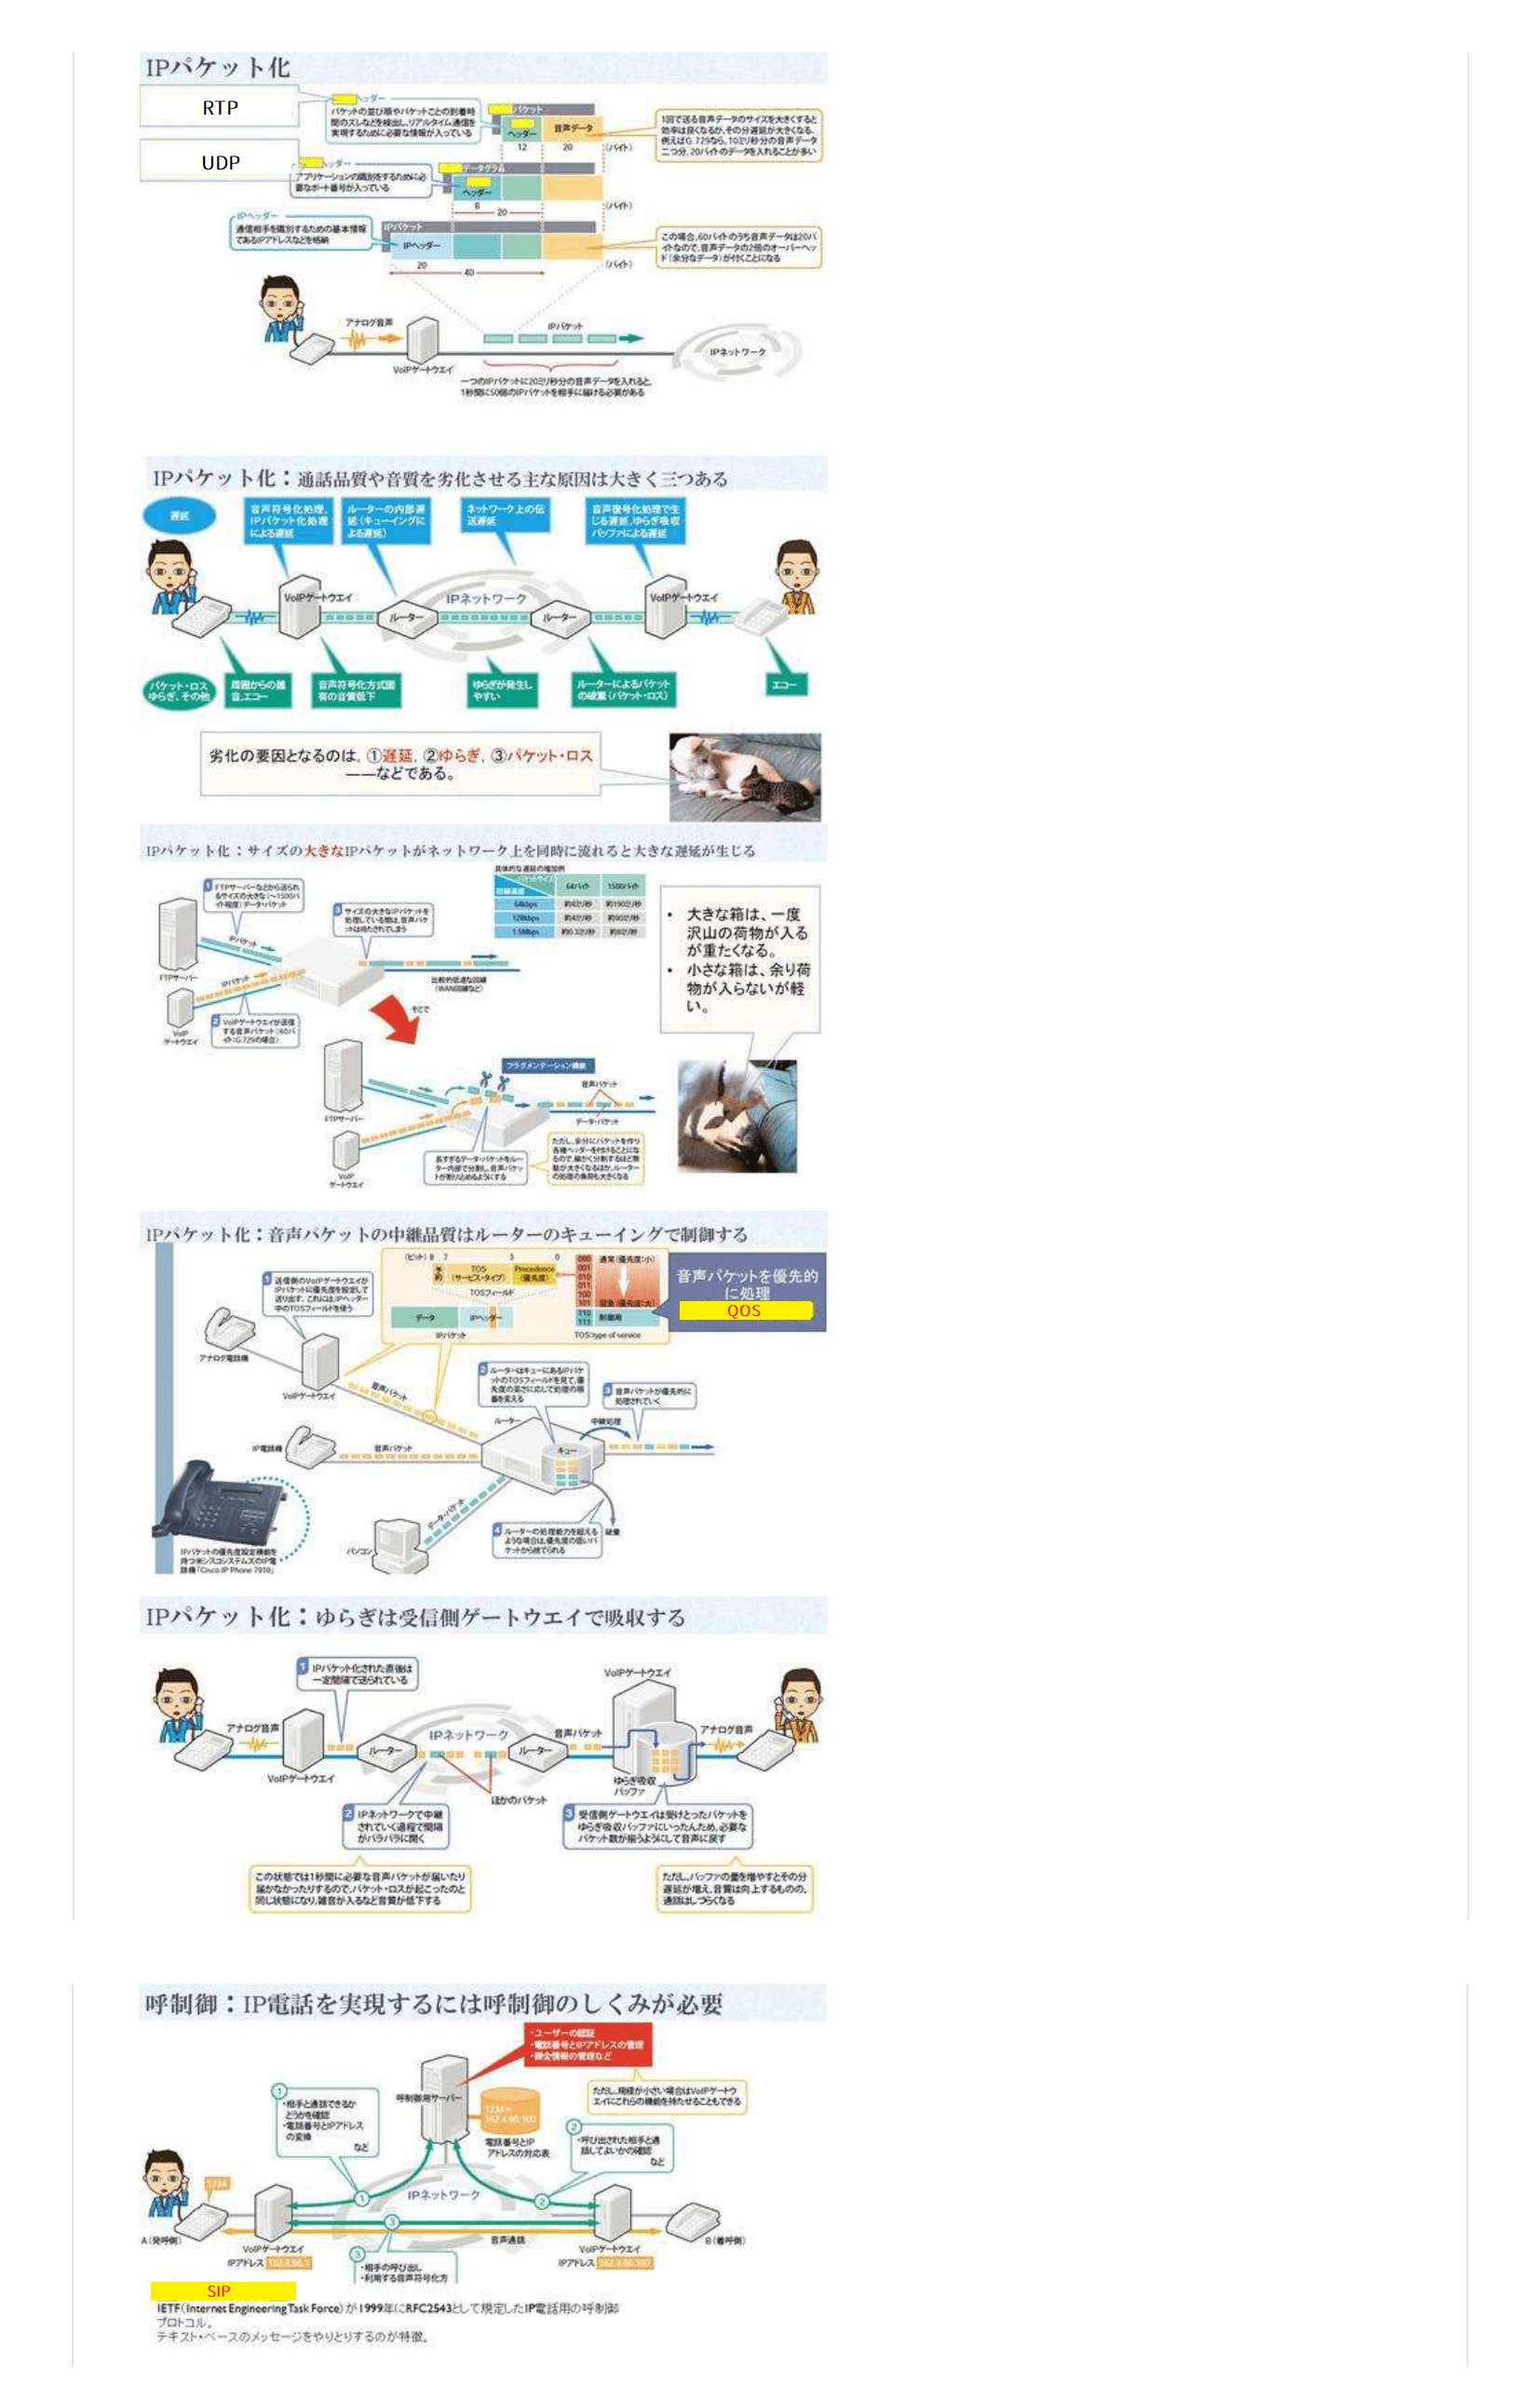 IPパケット化
RTP
ヘッダー
パケットの並び順やパケットごとの到着時
間のズレなどを検出し,リアルタイム通信を
実現するために必要な情報が入っている
パケット
ヘッダー
音声データ
12
20
(バイト)
1回で送る音声データのサイズを大きくすると
効率は良くなるが,その分遅延が大きくなる。
例えばG.729なら,10ミリ秒分の音声データ
二つ分,20バイトのデータを入れることが多い
UDP
ヘッダー
アプリケーションの識別をするために必
要なポート番号が入っている
データグラム
ヘッダー
8
20
(バイト)
IPヘッダー
通信相手を識別するための基本情報
であるIPアドレスなどを格納
IPパケット
IPヘッダー
20
40
(バイト)
この場合,60バイトのうち音声データは20バ
イトなので,音声データの2倍のオーバーヘッ
ド(余分なデータ)が付くことになる
アナログ音声
VoIPゲートウエイ
IPパケット
IPネットワーク
一つのIPパケットに20ミリ秒分の音声データを入れると,
1秒間に50個のIPパケットを相手に届ける必要がある
IPパケット化:通話品質や音質を劣化させる主な原因は大きく三つある
遅延
音声符号化処理,
IPパケット化処理
による遅延
ルーターの内部遅
延(キューイングに
よる遅延)
ネットワーク上の伝
送遅延
音声復号化処理で生
じる遅延,ゆらぎ吸収
バッファによる遅延
VoIPゲートウエイ
ルーター
IPネットワーク
ルーター
VoIPゲートウエイ
パケット・ロス
ゆらぎ、その他
周囲からの雑
音,エコー
音声符号化方式固
有の音質低下
ゆらぎが発生し
やすい
ルーターによるパケット
の破棄(パケット・ロス)
エコー
劣化の要因となるのは,①遅延,②ゆらぎ,③パケット・ロス
――などである。
IPパケット化:サイズの大きなIPパケットがネットワーク上を同時に流れると大きな遅延が生じる
1 FTPサーバーなどから送られ
るサイズの大きな(~1500バ
イト程度)データ・パケット
3 サイズの大きなIPパケットを
処理している間は,音声パケ
ットは待たされてしまう
具体的な遅延の増加例
パケットサイズ
回線速度
64バイト
1500バイト
64kbps
約8ミリ秒
約190ミリ秒
128kbps
約4ミリ秒
約90ミリ秒
1.5Mbps
約0.3ミリ秒
約8ミリ秒
IPパケット
FTPサーバー
IPパケット
VoIP
ゲートウエイ
2 VoIPゲートウエイが送信
する音声パケット(60バ
イト:G.729の場合)
比較的低速な回線
(WAN回線など)
そこで
• 大きな箱は、一度
沢山の荷物が入る
が重たくなる。
• 小さな箱は、余り荷
物が入らないが軽
い。
フラグメンテーション機能
音声パケット
データ・パケット
FTPサーバー
VoIP
ゲートウエイ
長すぎるデータ・パケットをルー
ター内部で分割し,音声パケッ
トが割り込めるようにする
ただし,余分にパケットを作り
各種ヘッダーを付けることにな
るので,細かく分割するほど無
駄が大きくなるほか,ルーター
の処理の負荷も大きくなる
IPパケット化:音声パケットの中継品質はルーターのキューイングで制御する
1 送信側のVoIPゲートウエイが
IPパケットに優先度を設定して
送り出す。これには,IPヘッダー
中のTOSフィールドを使う
(ビット) 8 7 3 0
予約
TOS
(サービス・タイプ)
Precedence
(優先度)
TOSフィールド
データ
IPヘッダー
IPパケット
000 通常(優先度:小)
001
010
011
100
101 緊急(優先度:大)
110 制御用
111
TOS:type of service
音声パケットを優先的
に処理
QOS
アナログ電話機
VoIPゲートウエイ
音声パケット
2 ルーターはキューにあるIPパケ
ットのTOSフィールドを見て,優
先度の高さに応じて処理の順
番を変える
3 音声パケットが優先的に
処理されていく
ルーター
中継処理
IP電話機
音声パケット
キュー
データ・パケット
パソコン
4 ルーターの処理能力を超える
ような場合は,優先度の低いパ
ケットから捨てられる
破棄
IPパケットの優先度設定機能を
持つ米シスコシステムズのIP電
話機「Cisco IP Phone 7910」
IPパケット化:ゆらぎは受信側ゲートウエイで吸収する
1 IPパケット化された直後は
一定間隔で送られている
VoIPゲートウエイ
アナログ音声
VoIPゲートウエイ
ルーター
IPネットワーク
ルーター
音声パケット
アナログ音声
ゆらぎ吸収
バッファ
ほかのパケット
2 IPネットワークで中継
されていく過程で間隔
がバラバラに開く
3 受信側ゲートウエイは受けとったパケットを
ゆらぎ吸収バッファにいったんため,必要な
パケット数が揃うようにして音声に戻す
この状態では1秒間に必要な音声パケットが届いたり
届かなかったりするので,パケット・ロスが起こったのと
同じ状態になり,雑音が入るなど音質が低下する
ただし,バッファの量を増やすとその分
遅延が増え,音質は向上するものの,
通話はしづらくなる
呼制御:IP電話を実現するには呼制御のしくみが必要
・ユーザーの認証
・電話番号とIPアドレスの管理
・課金情報の管理など
ただし,規模が小さい場合はVoIPゲートウ
エイにこれらの機能を持たせることもできる
呼制御用サーバー
1234=
162.4.96.100
電話番号とIP
アドレスの対応表
1
・相手と通話できるか
どうかを確認
・電話番号とIPアドレス
の変換
など
2
・呼び出された相手と通
話してよいかの確認
など
1234
1
IPネットワーク
2
3
A(発呼側)
VoIPゲートウエイ
IPアドレス 162.4.96.1
音声通話
VoIPゲートウエイ
IPアドレス 162.4.96.100
B(着呼側)
3
・相手の呼び出し
・利用する音声符号化方
SIP
IETF(Internet Engineering Task Force)が1999年にRFC2543として規定したIP電話用の呼制御
プロトコル。
テキスト・ベースのメッセージをやりとりするのが特徴。